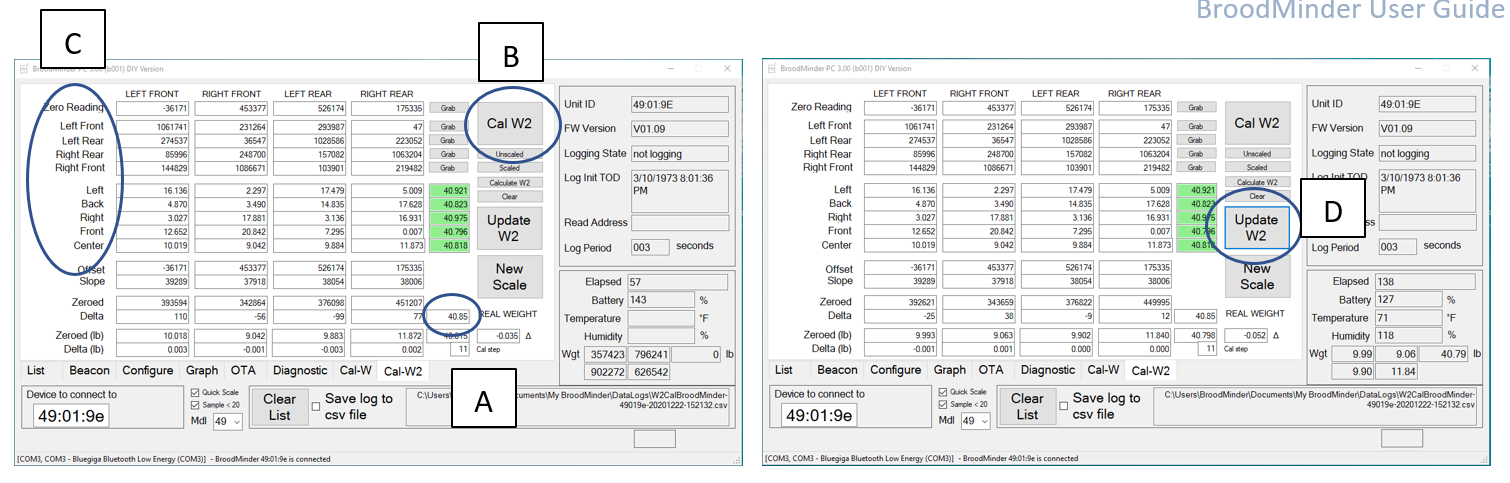 BroodMinder User Guide
C
B
BroodMinder PC 3.00 (b001) DIY Version
LEFT FRONT RIGHT FRONT LEFT REAR RIGHT REAR
Zero Reading -36171 453377 526174 175335 Grab
Left Front 1061741 231264 293987 47 Grab
Left Rear 274537 36547 1028586 223052 Grab
Right Rear 85996 248700 157082 1063204 Grab
Right Front 144829 1086671 103901 219482 Grab
Left 16.136 2.297 17.479 5.009 40.921
Back 4.870 3.490 14.835 17.628 40.823
Right 3.027 17.881 3.136 16.931 40.975
Front 12.652 20.842 7.295 0.007 40.796
Center 10.019 9.042 9.884 11.873 40.818
Offset -36171 453377 526174 175335
Slope 39289 37918 38054 38006
Zeroed 393594 342864 376098 451207
Delta 110 -56 -99 77 40.85 REAL WEIGHT
Zeroed (lb) 10.018 9.042 9.883 11.872 40.815 -0.035 Δ
Delta (lb) 0.003 -0.001 -0.003 0.002 11 Cal step
Cal W2
Unscaled
Scaled
Calculate W2
Clear
Update
W2
New
Scale
Unit ID 49:01:9E
FW Version V01.09
Logging State not logging
Log Init TOD 3/10/1973 8:01:36
PM
Read Address
Log Period 003 seconds
Elapsed 57
Battery 143 %
Temperature °F
Humidity %
Wgt 357423 796241 0 lb
902272 626542
List Beacon Configure Graph OTA Diagnostic Cal-W Cal-W2
A
Device to connect to
49:01:9e
Quick Scale
Sample < 20
Mdl 49
Clear
List
Save log to
csv file
C:\Users\ cuments\My BroodMinder\DataLogs\W2CalBroodMinder-
49019e-20201222-152132.csv
[COM3, COM3 - Bluegiga Bluetooth Low Energy (COM3)] - BroodMinder 49:01:9e is connected
BroodMinder PC 3.00 (b001) DIY Version
LEFT FRONT RIGHT FRONT LEFT REAR RIGHT REAR
Zero Reading -36171 453377 526174 175335 Grab
Left Front 1061741 231264 293987 47 Grab
Left Rear 274537 36547 1028586 223052 Grab
Right Rear 85996 248700 157082 1063204 Grab
Right Front 144829 1086671 103901 219482 Grab
Left 16.136 2.297 17.479 5.009 40.921
Back 4.870 3.490 14.835 17.628 40.823
Right 3.027 17.881 3.136 16.931 40.975
Front 12.652 20.842 7.295 0.007 40.796
Center 10.019 9.042 9.884 11.873 40.818
Offset -36171 453377 526174 175335
Slope 39289 37918 38054 38006
Zeroed 392621 343659 376822 449995
Delta -25 38 -9 12 40.85 REAL WEIGHT
Zeroed (lb) 9.993 9.063 9.902 11.840 40.798 -0.052 Δ
Delta (lb) -0.001 0.001 0.000 0.000 11 Cal step
Cal W2
Unscaled
Scaled
Calculate W2
Clear
Update
W2
D
New
Scale
Unit ID 49:01:9E
FW Version V01.09
Logging State not logging
Log Init TOD 3/10/1973 8:01:36
PM
Log Period 003 seconds
Elapsed 138
Battery 127 %
Temperature 71 °F
Humidity 118 %
Wgt 9.99 9.06 40.79 lb
9.90 11.84
List Beacon Configure Graph OTA Diagnostic Cal-W Cal-W2
Device to connect to
49:01:9e
Quick Scale
Sample < 20
Mdl 49
Clear
List
Save log to
csv file
C:\Users\BroodMinder\Documents\My BroodMinder\DataLogs\W2CalBroodMinder-
49019e-20201222-152132.csv
[COM3, COM3 - Bluegiga Bluetooth Low Energy (COM3)] - BroodMinder 49:01:9e is connected